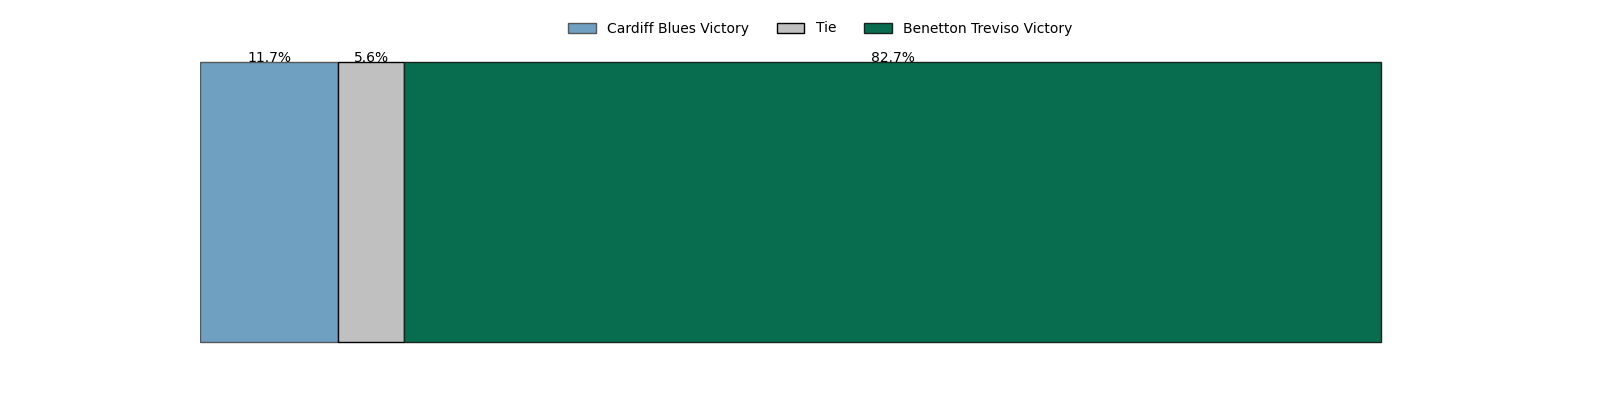 Cardiff Blues Victory Tie Benetton Treviso Victory
11.7% 5.6% 82.7%